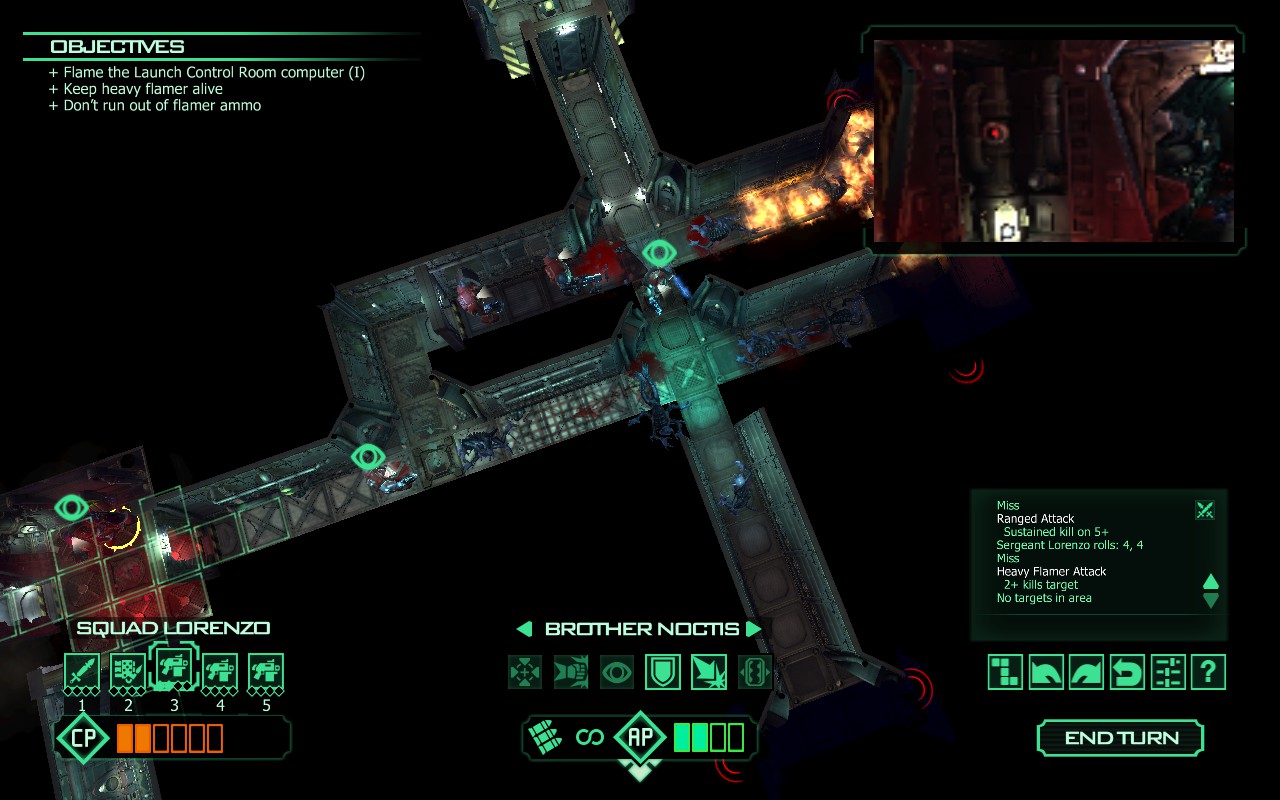 OBJECTIVES
+ Flame the Launch Control Room computer (I)
+ Keep heavy flamer alive
+ Don't run out of flamer ammo
Miss
Ranged Attack
Sustained kill on 5+
Sergeant Lorenzo rolls: 4, 4
Miss
Heavy Flamer Attack
2+ kills target
No targets in area
SQUAD LORENZO
1 2 3 4 5
CP
BROTHER NOCTIS
AP
?
END TURN